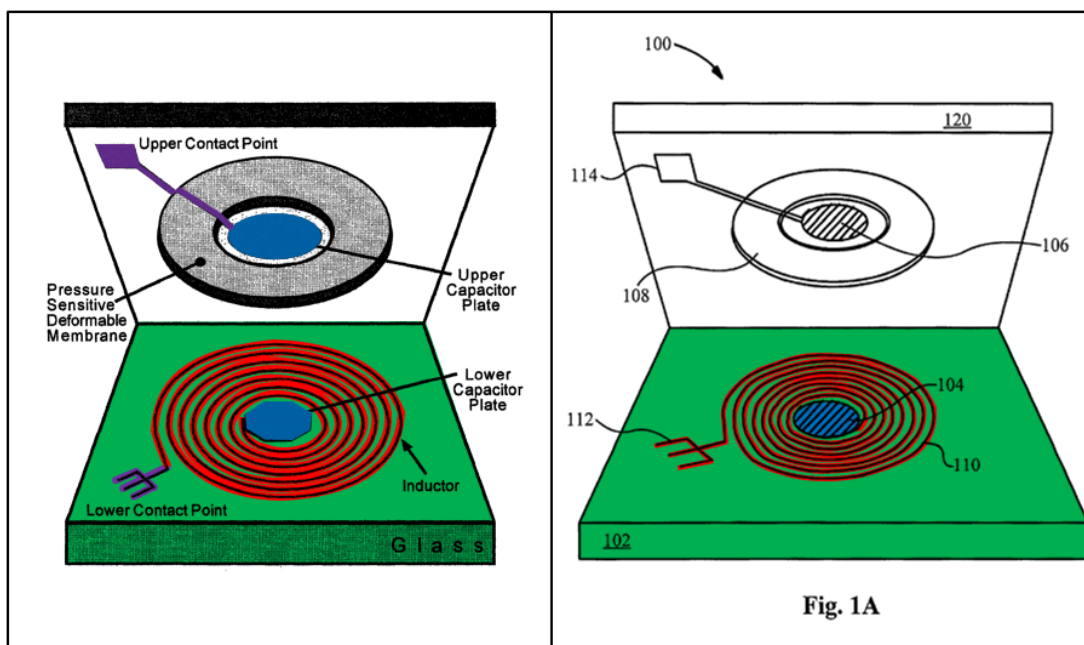 Upper Contact Point
Upper
Capacitor
Plate
Pressure
Sensitive
Deformable
Membrane
Lower
Capacitor
Plate
Inductor
Lower Contact Point
Glass
100
120
114
106
108
104
112
110
102
Fig. 1A